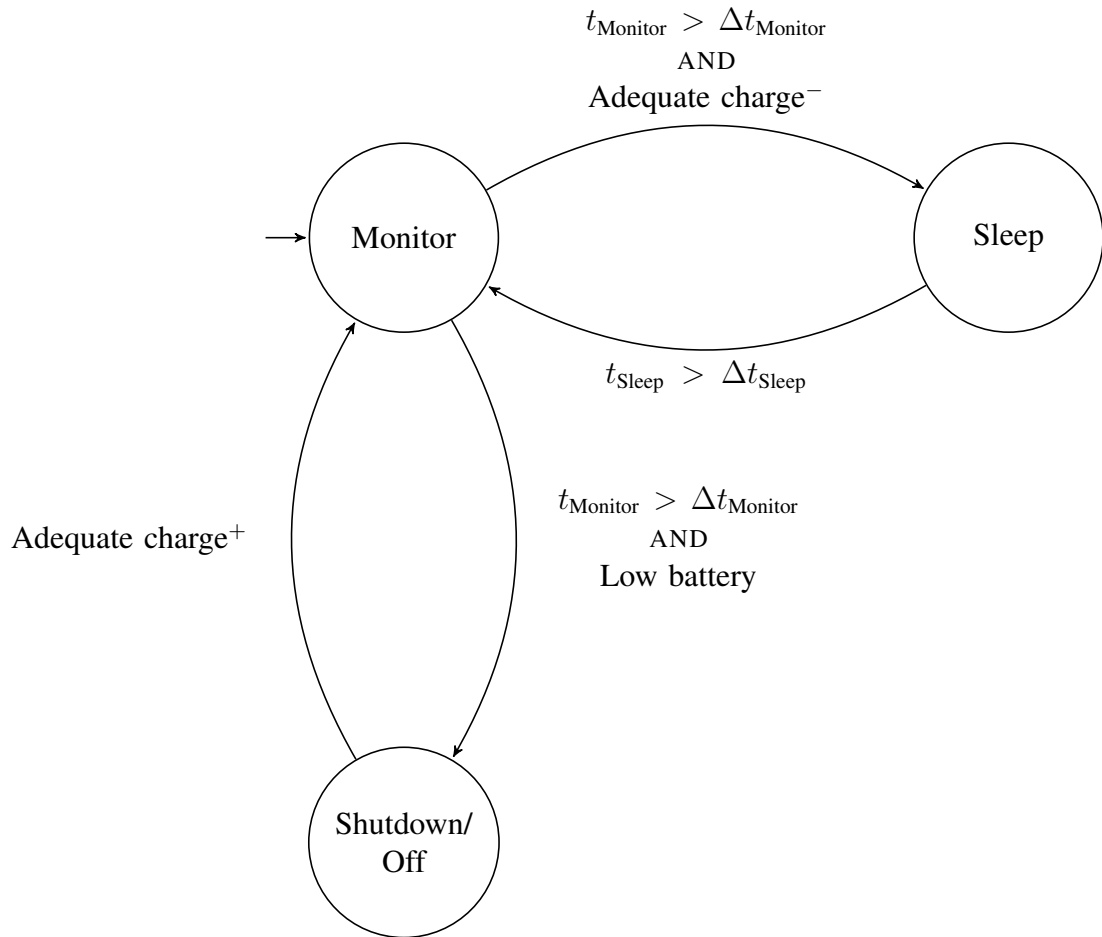 t_Monitor > Δt_Monitor
AND
Adequate charge⁻
Monitor
Sleep
t_Sleep > Δt_Sleep
t_Monitor > Δt_Monitor
AND
Low battery
Adequate charge⁺
Shutdown/
Off